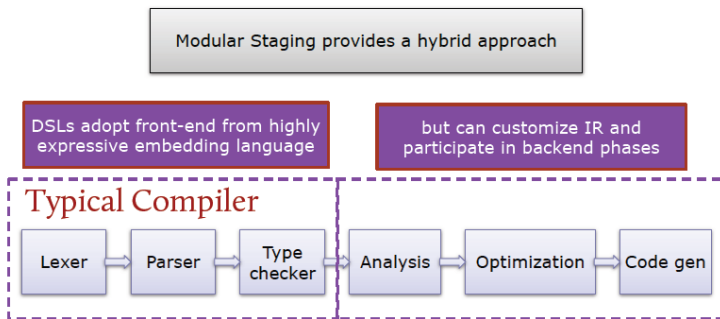 Modular Staging provides a hybrid approach
DSLs adopt front-end from highly
expressive embedding language
but can customize IR and
participate in backend phases
Typical Compiler
Lexer
Parser
Type
checker
Analysis
Optimization
Code gen